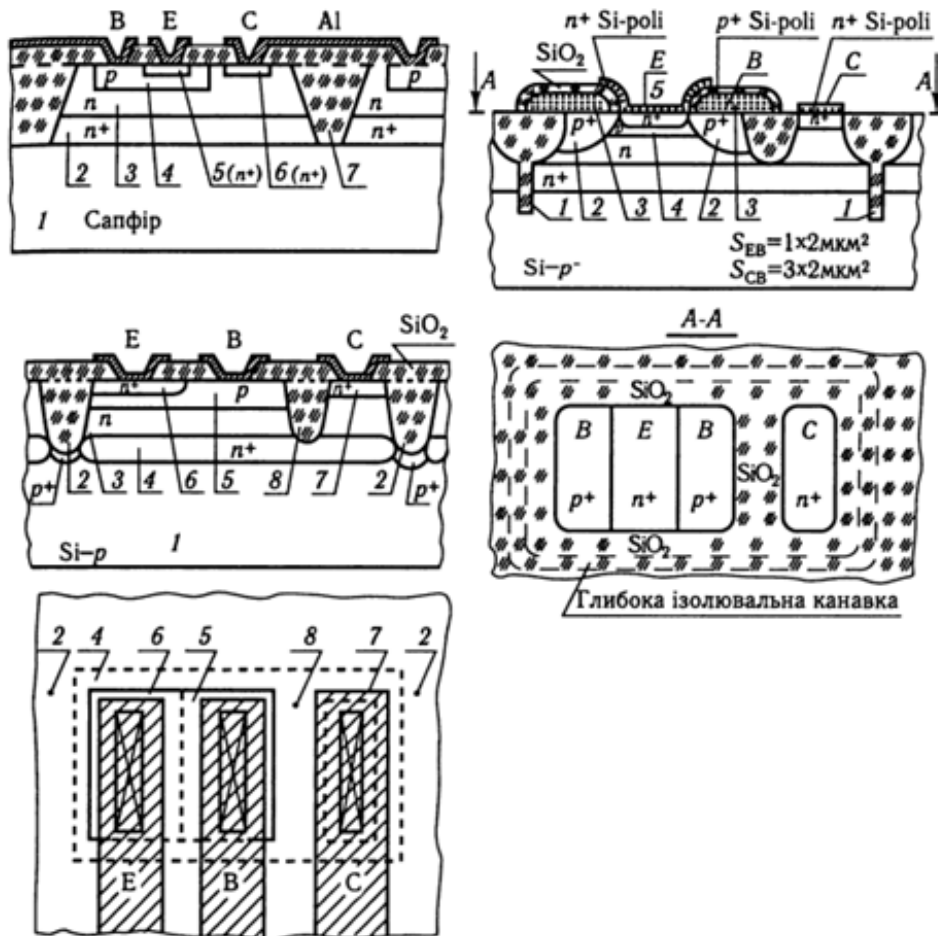 B E C Al
p p
n n
n+ n+
2 3 4 5(n+) 6(n+) 7
1 Сапфір
n+ Si-poli p+ Si-poli n+ Si-poli
SiO₂ E B C
A 5 A
p+ n+ p+ n+
n
n+
1 2 3 4 2 3 1
S_EB=1×2мкм²
S_CB=3×2мкм²
Si–p⁻
E B C SiO₂
n+ p n+
n
n+
p+ 2 3 4 6 5 8 7 2 p+
Si–p 1
A-A
SiO₂
B E B C
SiO₂
p+ n+ p+ n+
SiO₂
Глибока ізолювальна канавка
2 4 6 5 8 7 2
E B C